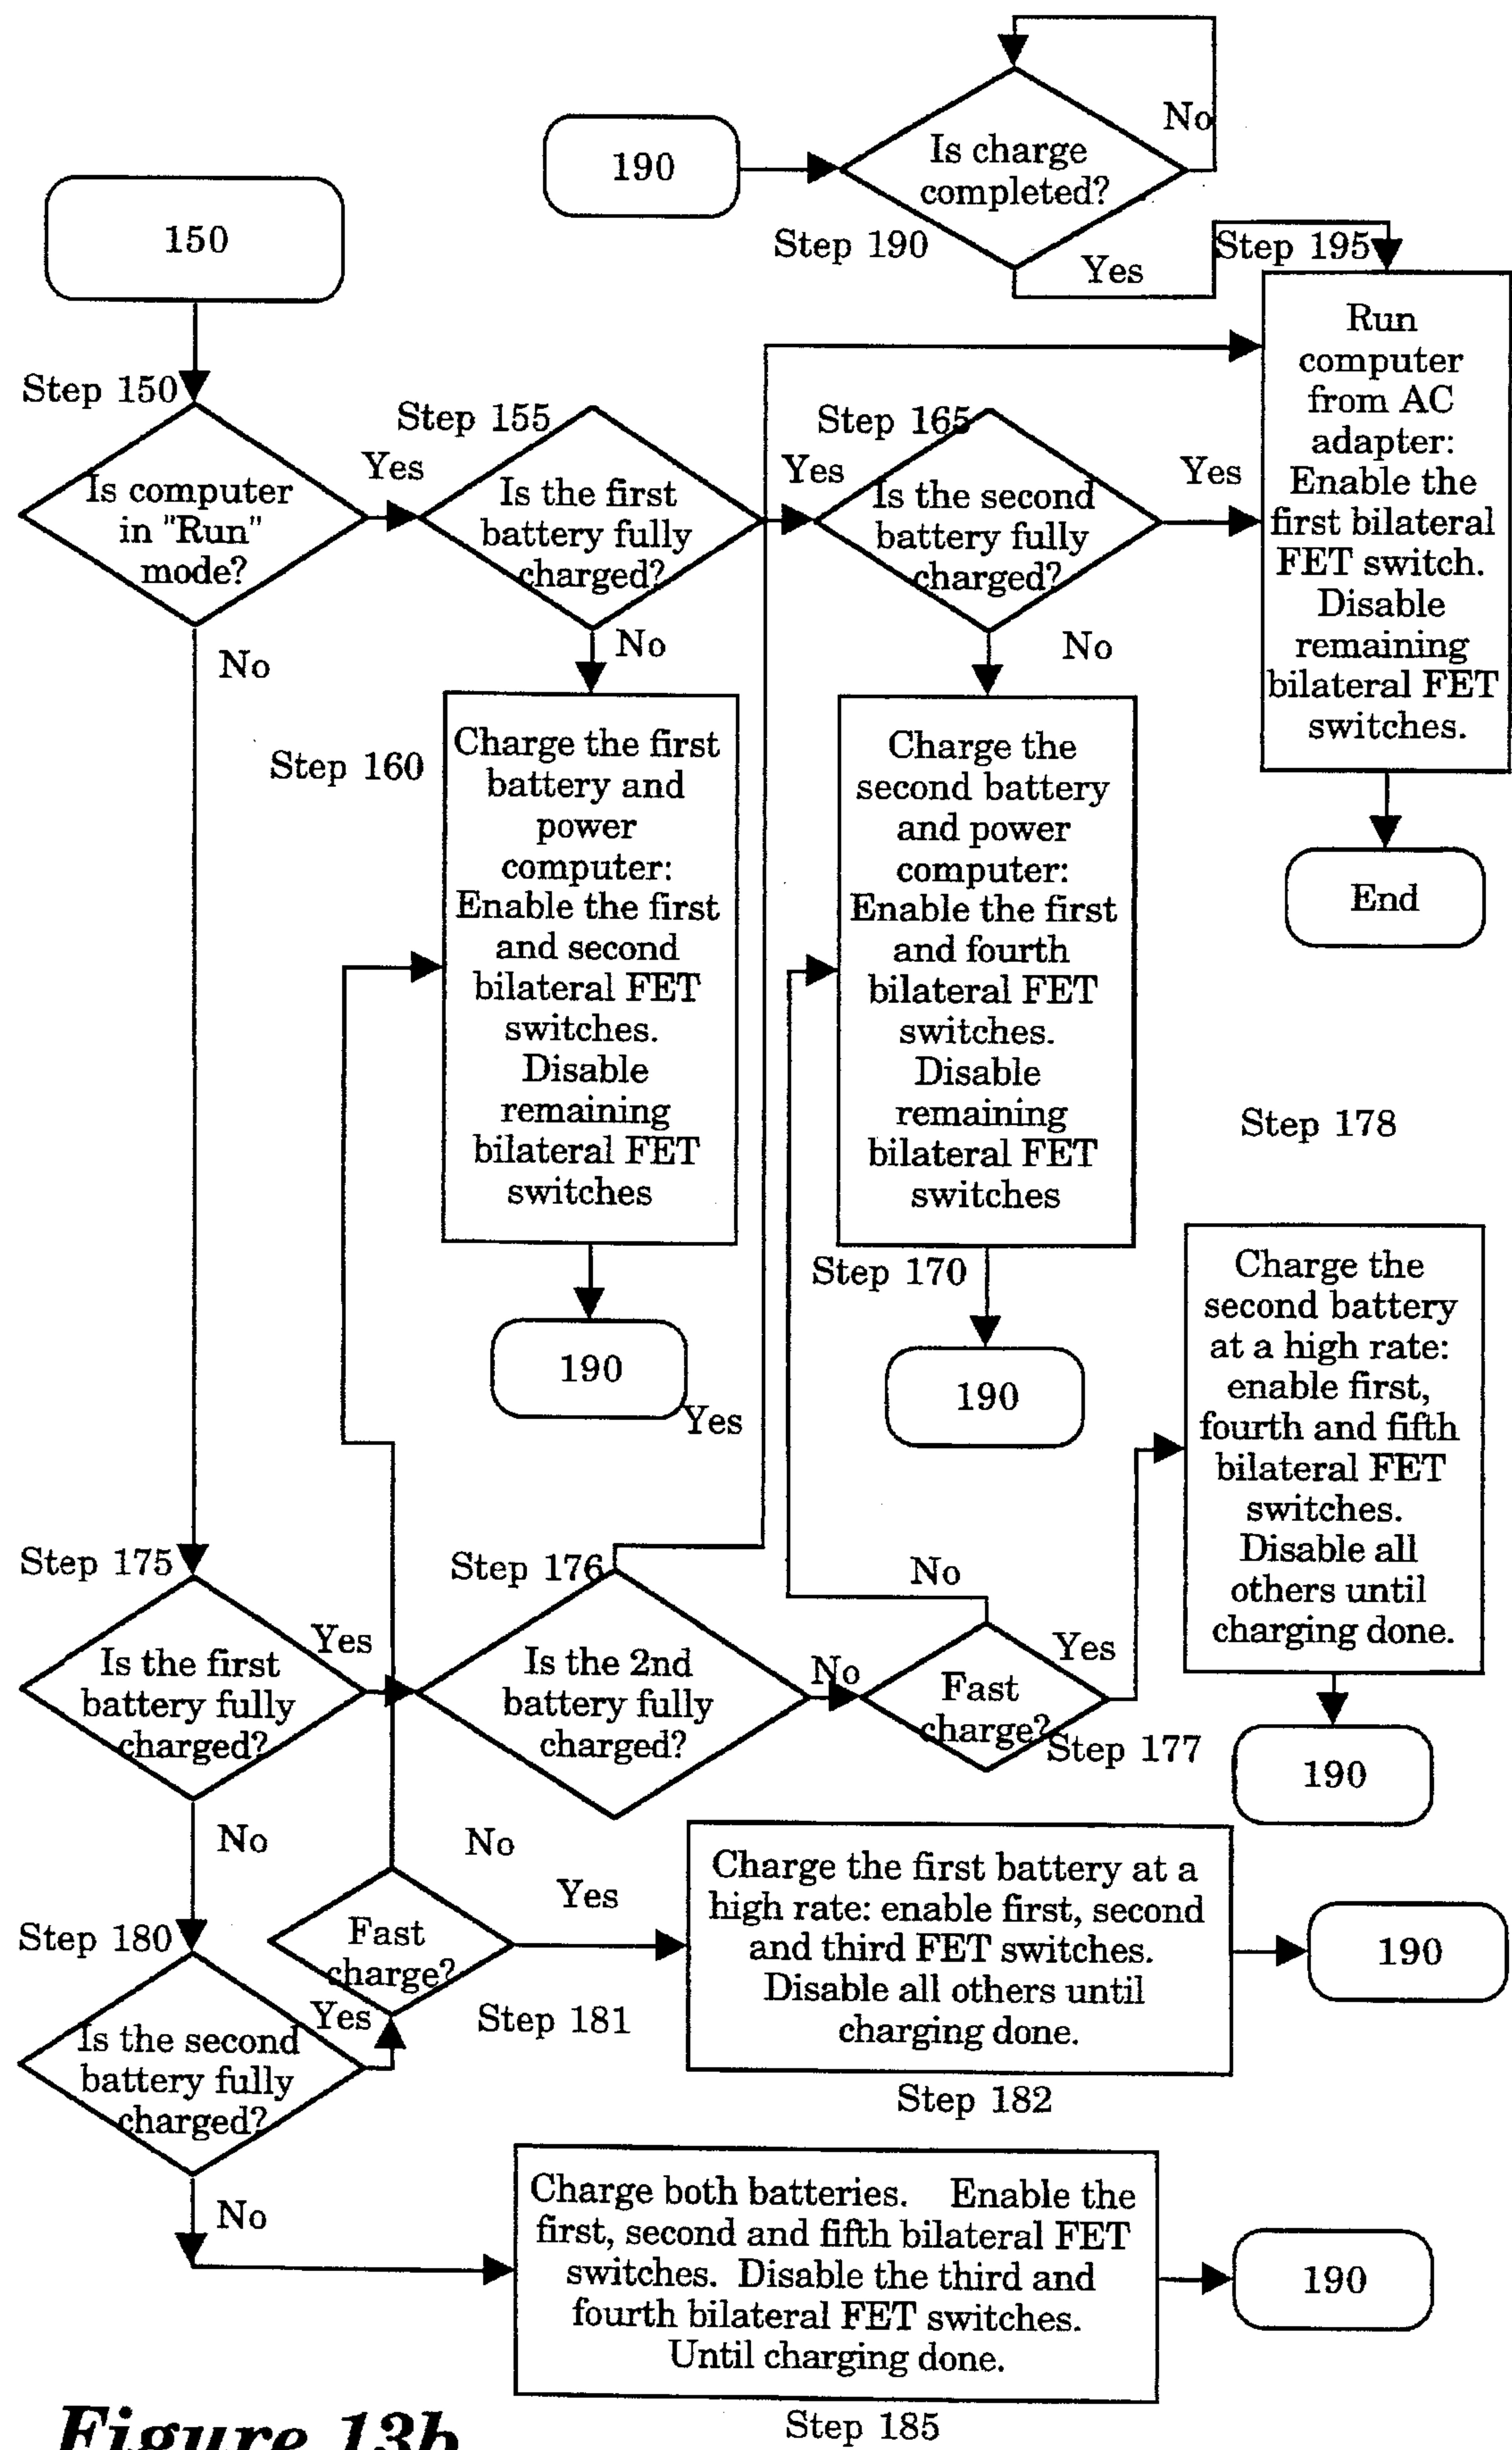 190
Is charge
completed?
No
Step 190
Yes
Step 195
150
Step 150
Is computer
in "Run"
mode?
Yes
No
Step 155
Is the first
battery fully
charged?
Yes
No
Step 165
Is the second
battery fully
charged?
Yes
No
Run
computer
from AC
adapter:
Enable the
first bilateral
FET switch.
Disable
remaining
bilateral FET
switches.
End
Step 160
Charge the first
battery and
power
computer:
Enable the first
and second
bilateral FET
switches.
Disable
remaining
bilateral FET
switches
190
Charge the
second battery
and power
computer:
Enable the first
and fourth
bilateral FET
switches.
Disable
remaining
bilateral FET
switches
Step 170
190
Step 178
Charge the
second battery
at a high rate:
enable first,
fourth and fifth
bilateral FET
switches.
Disable all
others until
charging done.
190
Yes
Step 175
Is the first
battery fully
charged?
Yes
No
Step 176
Is the 2nd
battery fully
charged?
No
No
Fast
charge?
Yes
Step 177
Step 180
Is the second
battery fully
charged?
Yes
No
Fast
charge?
No
Yes
Step 181
Charge the first battery at a
high rate: enable first, second
and third FET switches.
Disable all others until
charging done.
Step 182
190
Charge both batteries. Enable the
first, second and fifth bilateral FET
switches. Disable the third and
fourth bilateral FET switches.
Until charging done.
Step 185
190
Figure 13b